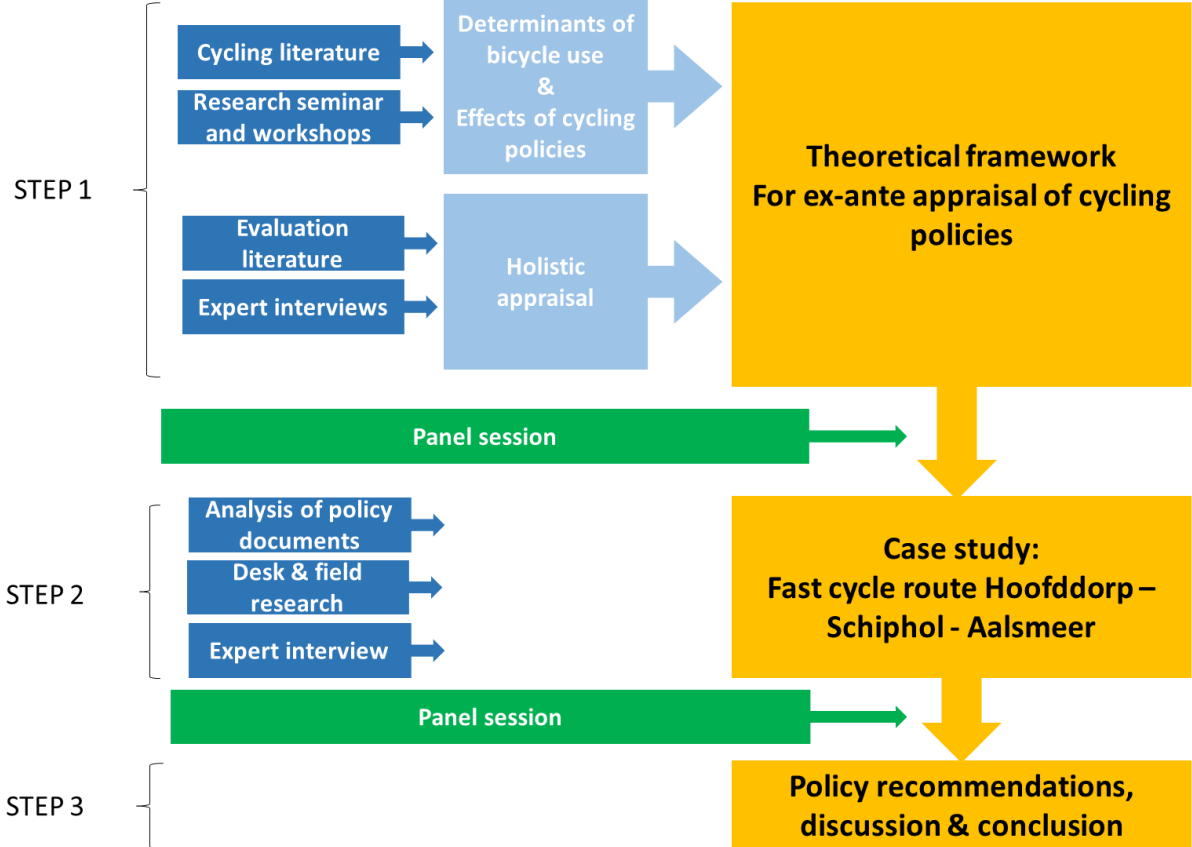 STEP 1
Cycling literature
Research seminar
and workshops
Determinants of
bicycle use
&
Effects of cycling
policies
Evaluation
literature
Expert interviews
Holistic
appraisal
Theoretical framework
For ex-ante appraisal of cycling
policies
Panel session
STEP 2
Analysis of policy
documents
Desk & field
research
Expert interview
Case study:
Fast cycle route Hoofddorp –
Schiphol - Aalsmeer
Panel session
STEP 3
Policy recommendations,
discussion & conclusion